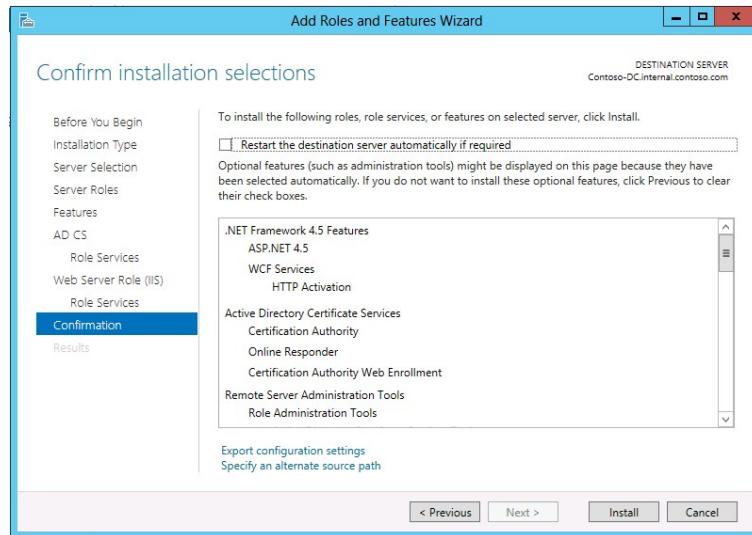 Add Roles and Features Wizard
Confirm installation selections
DESTINATION SERVER
Contoso-DC.internal.contoso.com
Before You Begin
Installation Type
Server Selection
Server Roles
Features
AD CS
Role Services
Web Server Role (IIS)
Role Services
Confirmation
Results
To install the following roles, role services, or features on selected server, click Install.
Restart the destination server automatically if required
Optional features (such as administration tools) might be displayed on this page because they have
been selected automatically. If you do not want to install these optional features, click Previous to clear
their check boxes.
.NET Framework 4.5 Features
ASP.NET 4.5
WCF Services
HTTP Activation
Active Directory Certificate Services
Certification Authority
Online Responder
Certification Authority Web Enrollment
Remote Server Administration Tools
Role Administration Tools
Export configuration settings
Specify an alternate source path
< Previous
Next >
Install
Cancel